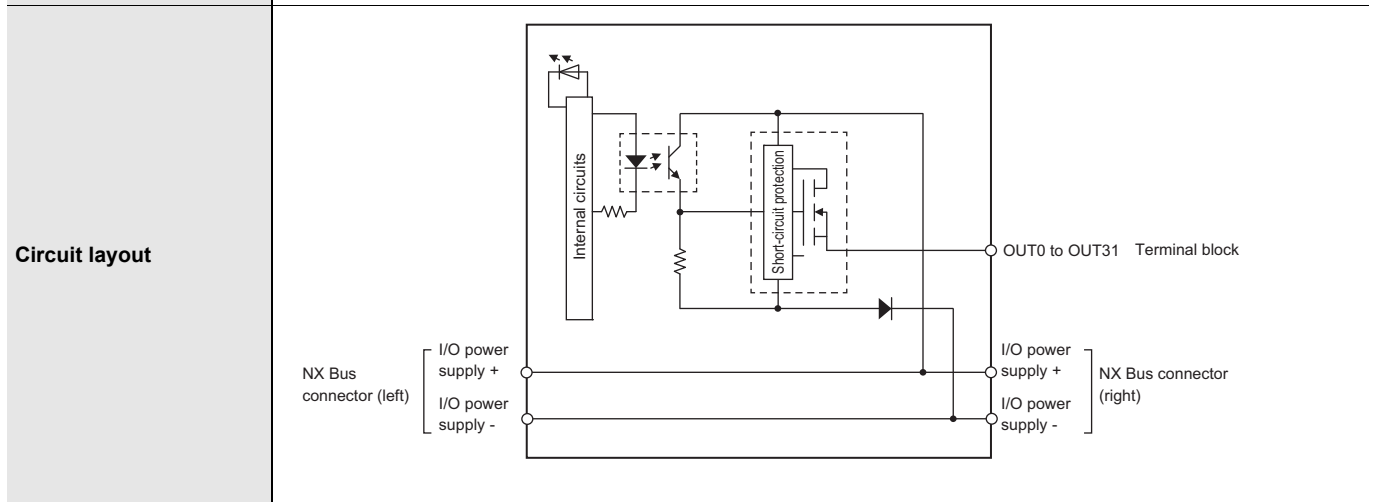 Circuit layout
Internal circuits
Short-circuit protection
OUT0 to OUT31 Terminal block
NX Bus
connector (left)
I/O power
supply +
I/O power
supply -
I/O power
supply +
I/O power
supply -
NX Bus connector
(right)